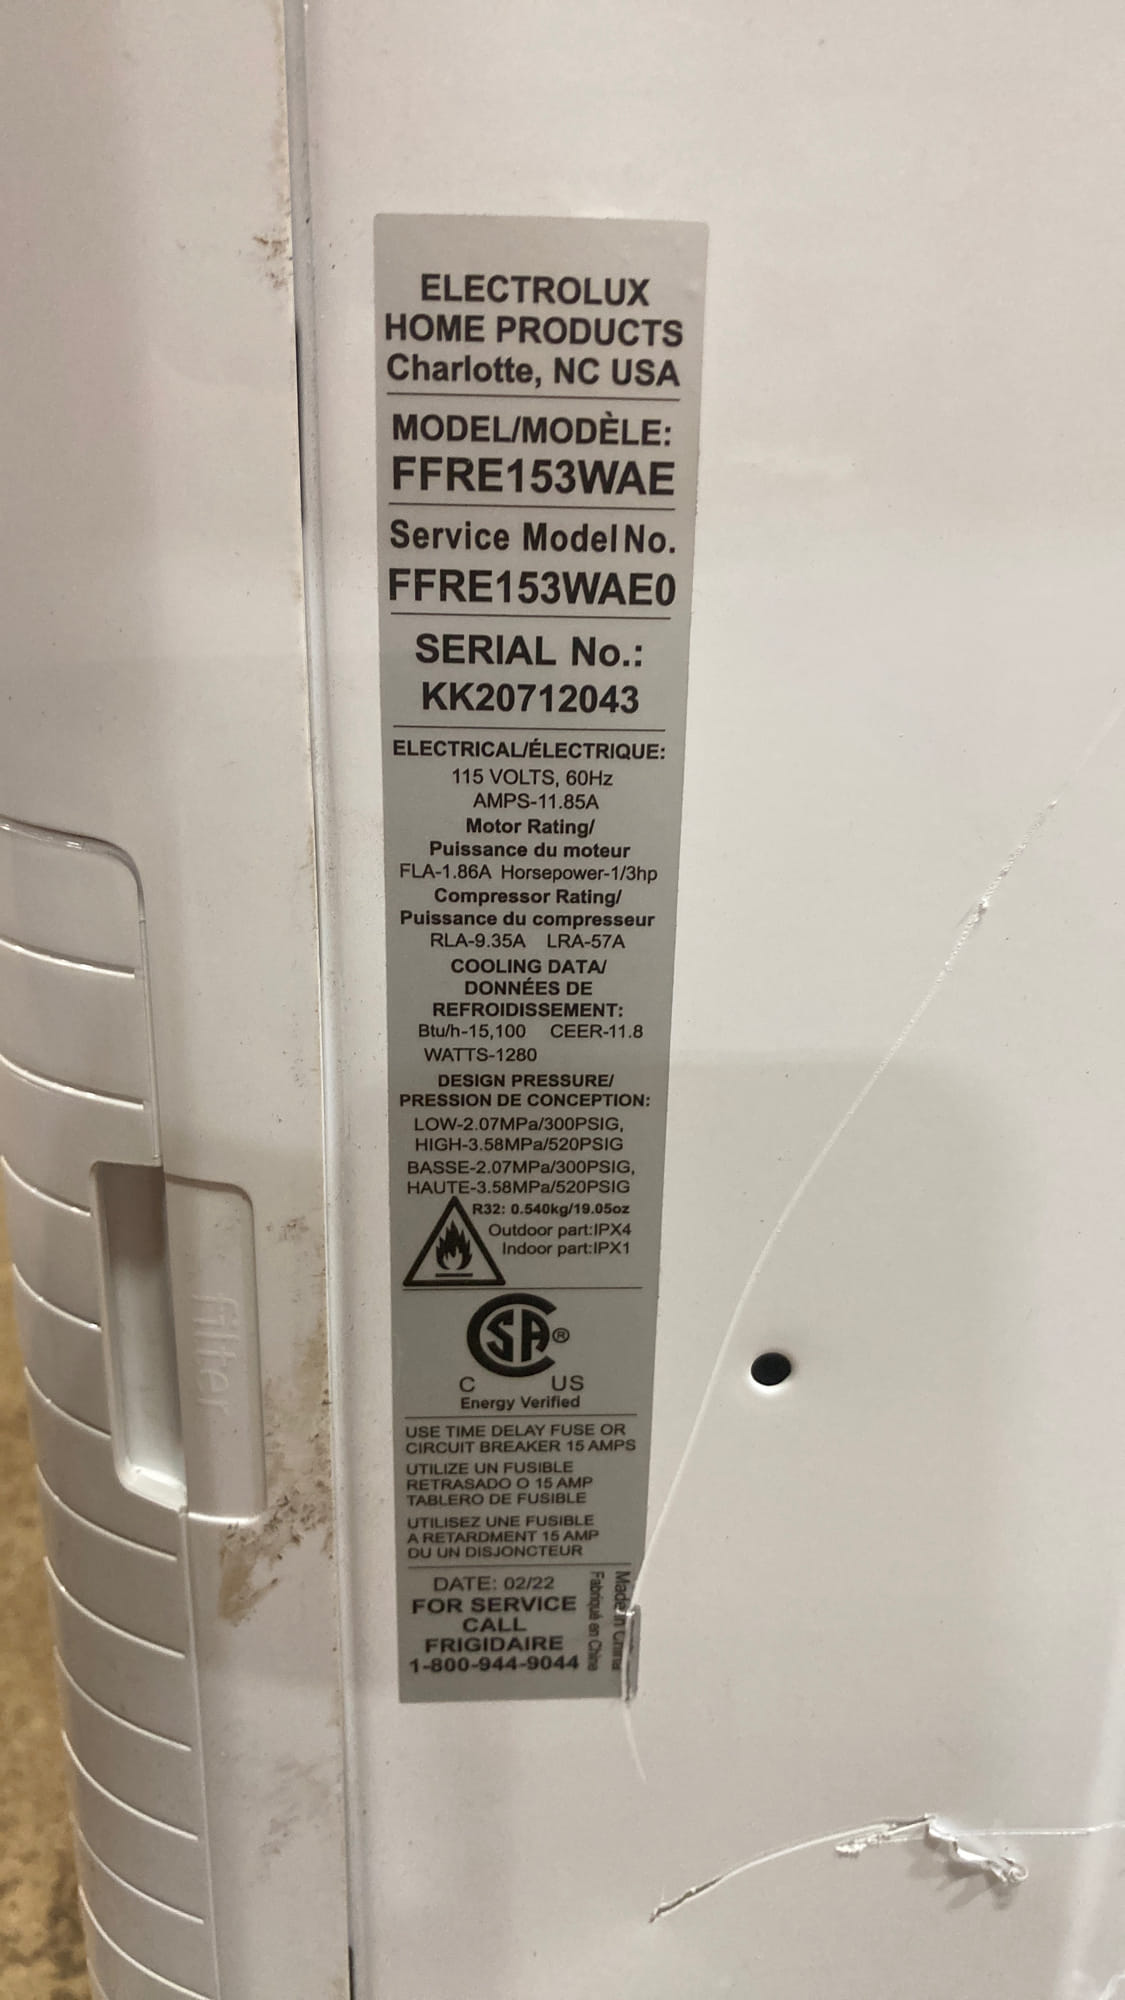 ELECTROLUX
HOME PRODUCTS
Charlotte, NC USA
MODEL/MODÈLE:
FFRE153WAE
Service Model No.
FFRE153WAE0
SERIAL No.:
KK20712043
ELECTRICAL/ÉLECTRIQUE:
115 VOLTS, 60Hz
AMPS-11.85A
Motor Rating/
Puissance du moteur
FLA-1.86A Horsepower-1/3hp
Compressor Rating/
Puissance du compresseur
RLA-9.35A LRA-57A
COOLING DATA/
DONNÉES DE
REFROIDISSEMENT:
Btu/h-15,100 CEER-11.8
WATTS-1280
DESIGN PRESSURE/
PRESSION DE CONCEPTION:
LOW-2.07MPa/300PSIG,
HIGH-3.58MPa/520PSIG
BASSE-2.07MPa/300PSIG,
HAUTE-3.58MPa/520PSIG
R32: 0.540kg/19.05oz
Outdoor part:IPX4
Indoor part:IPX1
SA®
C US
Energy Verified
USE TIME DELAY FUSE OR
CIRCUIT BREAKER 15 AMPS
UTILIZE UN FUSIBLE
RETRASADO O 15 AMP
TABLERO DE FUSIBLE
UTILISEZ UNE FUSIBLE
A RETARDMENT 15 AMP
OU UN DISJONCTEUR
DATE: 02/22
FOR SERVICE
CALL
FRIGIDAIRE
1-800-944-9044
Made in China
Fabriqué en China
filter